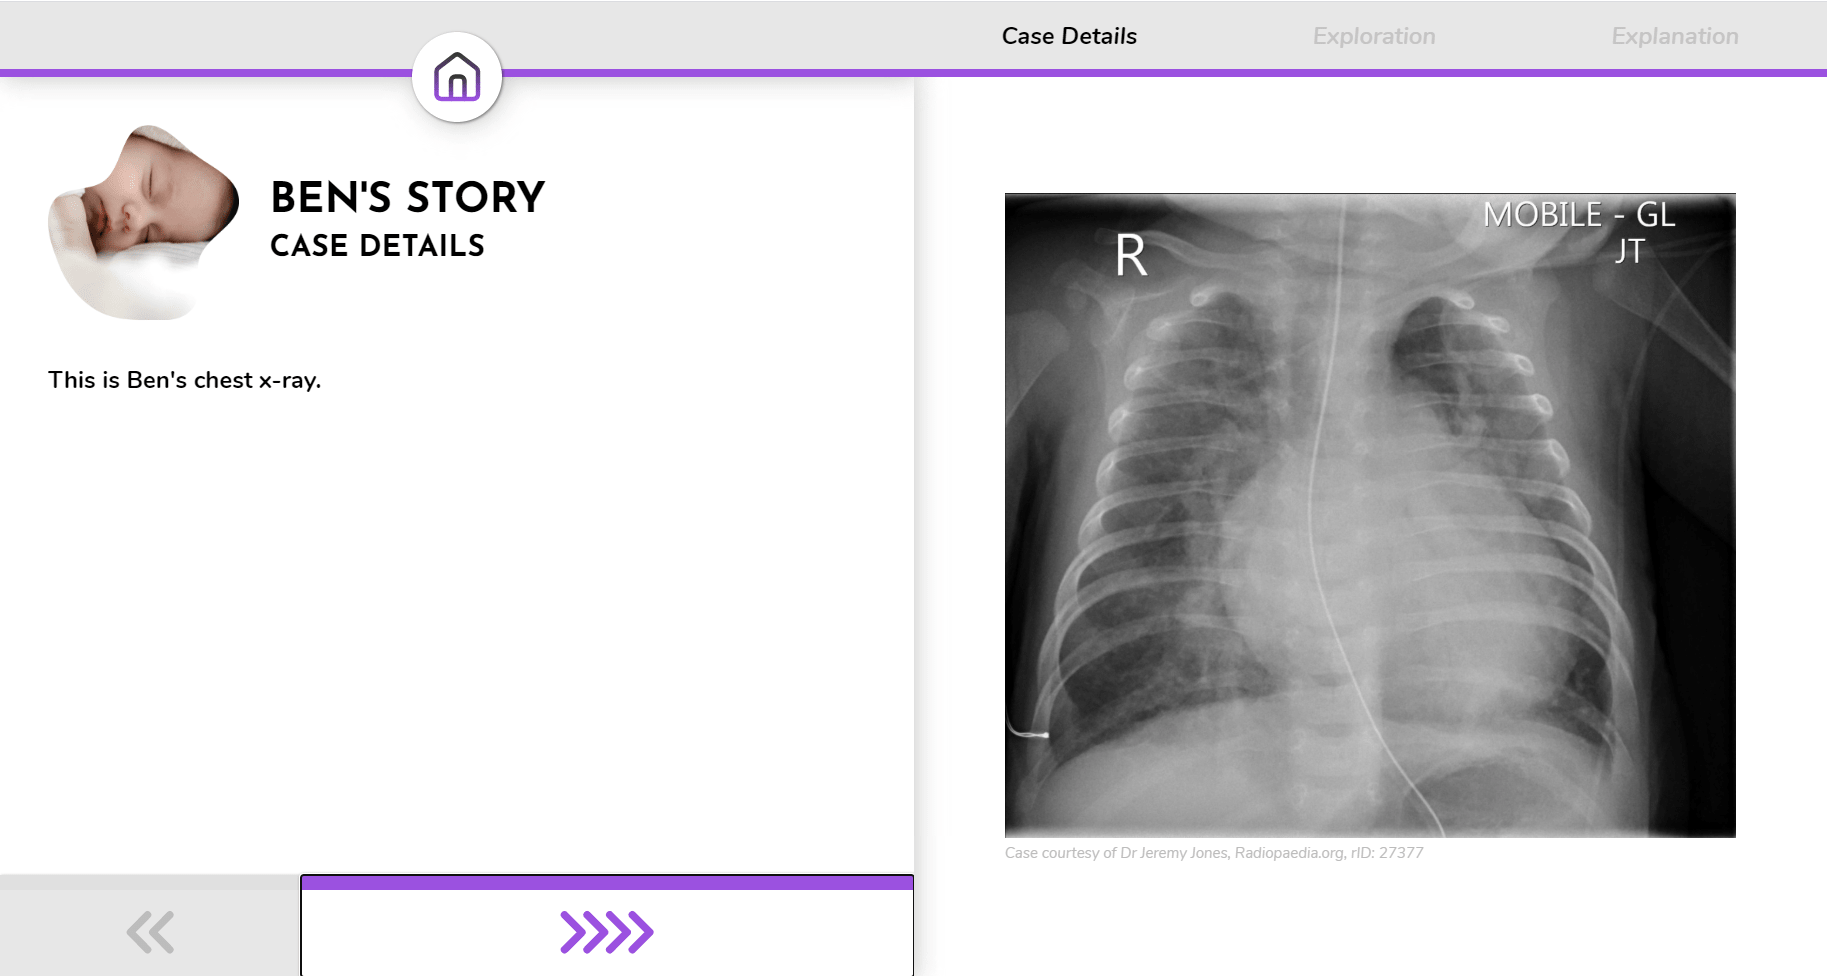 Case Details
Exploration
Explanation
BEN'S STORY
CASE DETAILS
This is Ben's chest x-ray.
MOBILE - GL
R
JT
Case courtesy of Dr Jeremy Jones, Radiopaedia.org, rID: 27377